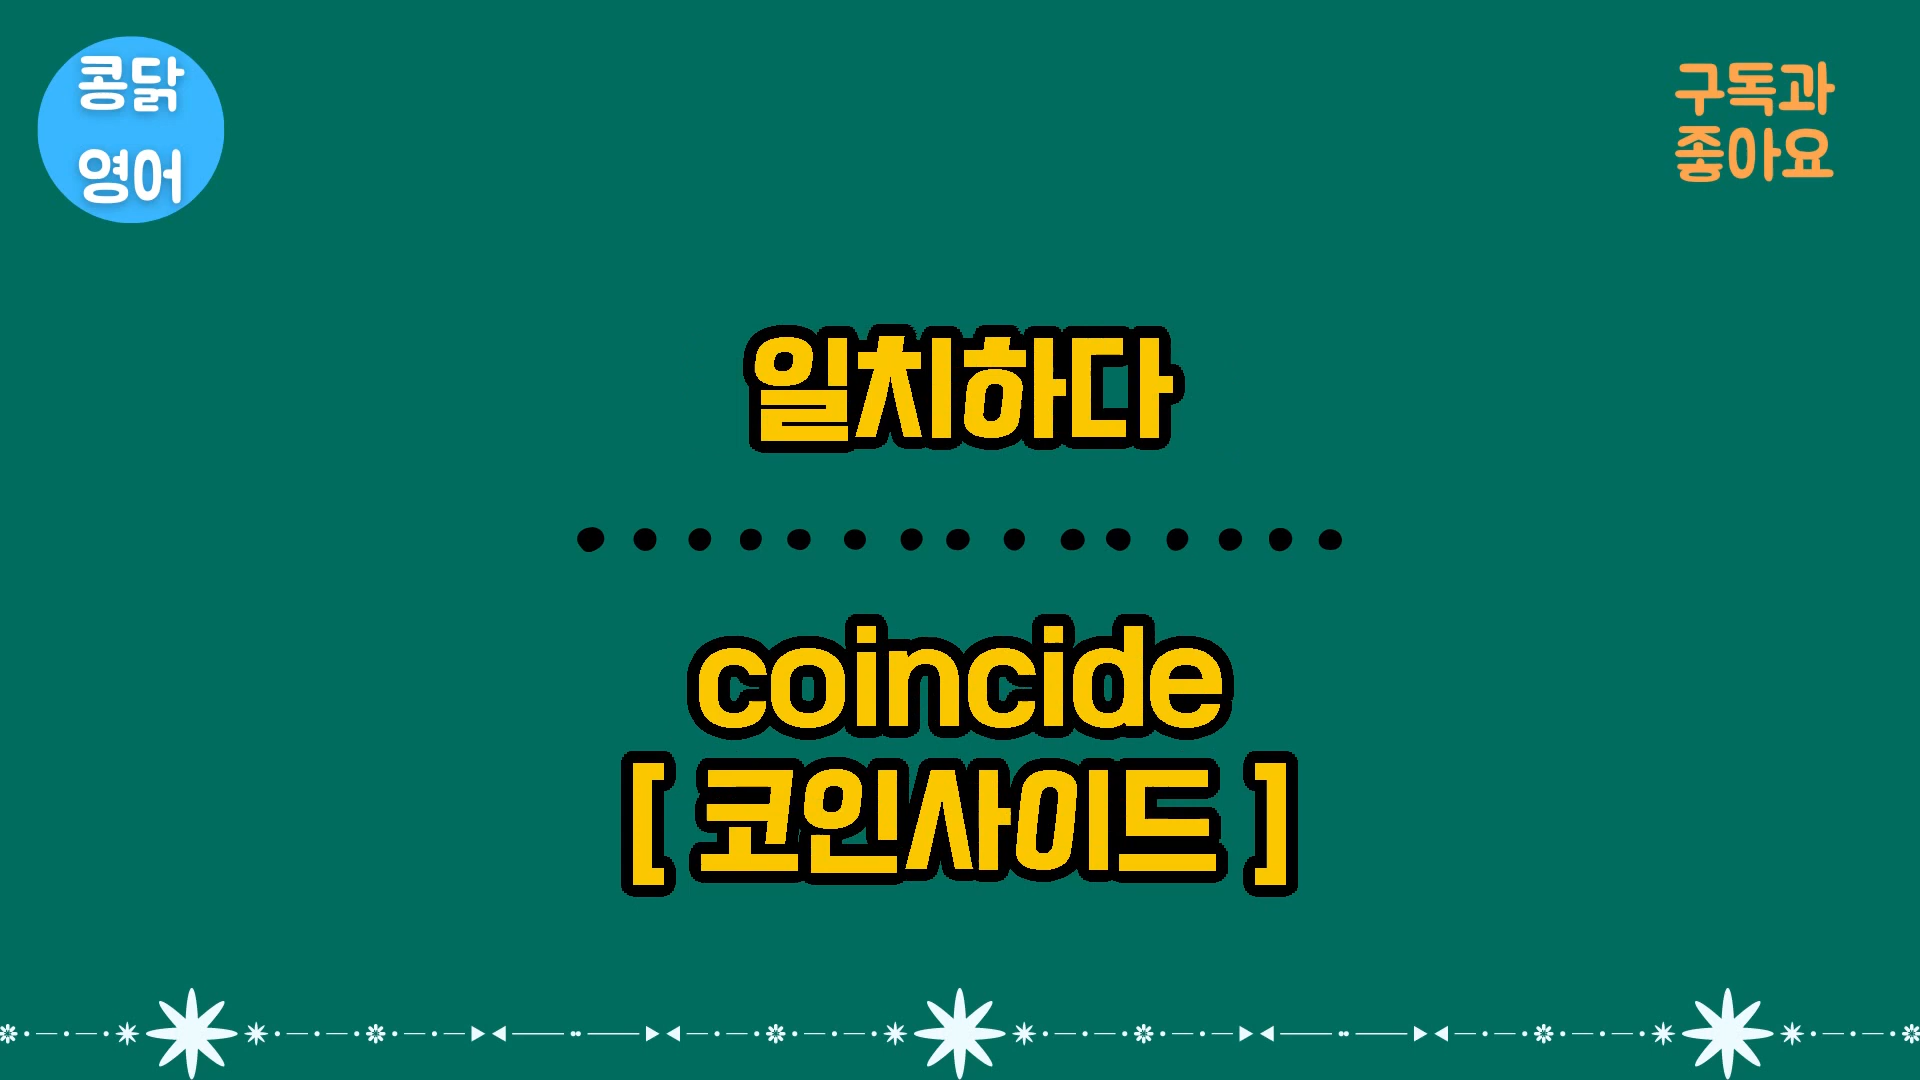 콩닭
영어
구독과
좋아요
일치하다
coincide
[ 코인사이드 ]